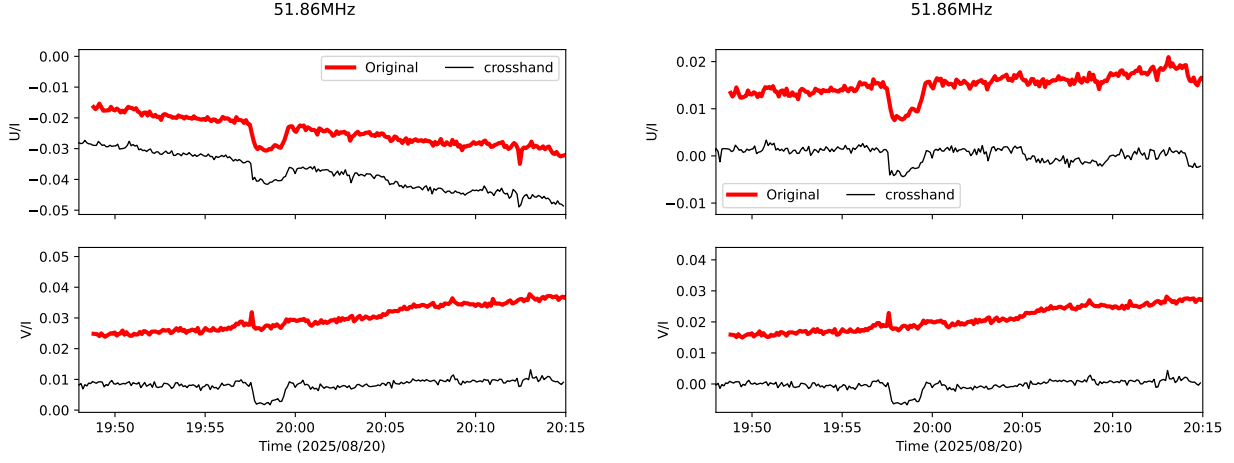 51.86MHz
0.00
−0.01
−0.02
−0.03
−0.04
−0.05
U/I
Original
crosshand
0.05
0.04
0.03
0.02
0.01
0.00
V/I
19:50
19:55
20:00
20:05
20:10
20:15
Time (2025/08/20)
51.86MHz
0.02
0.01
0.00
−0.01
U/I
Original
crosshand
0.04
0.03
0.02
0.01
0.00
V/I
19:50
19:55
20:00
20:05
20:10
20:15
Time (2025/08/20)